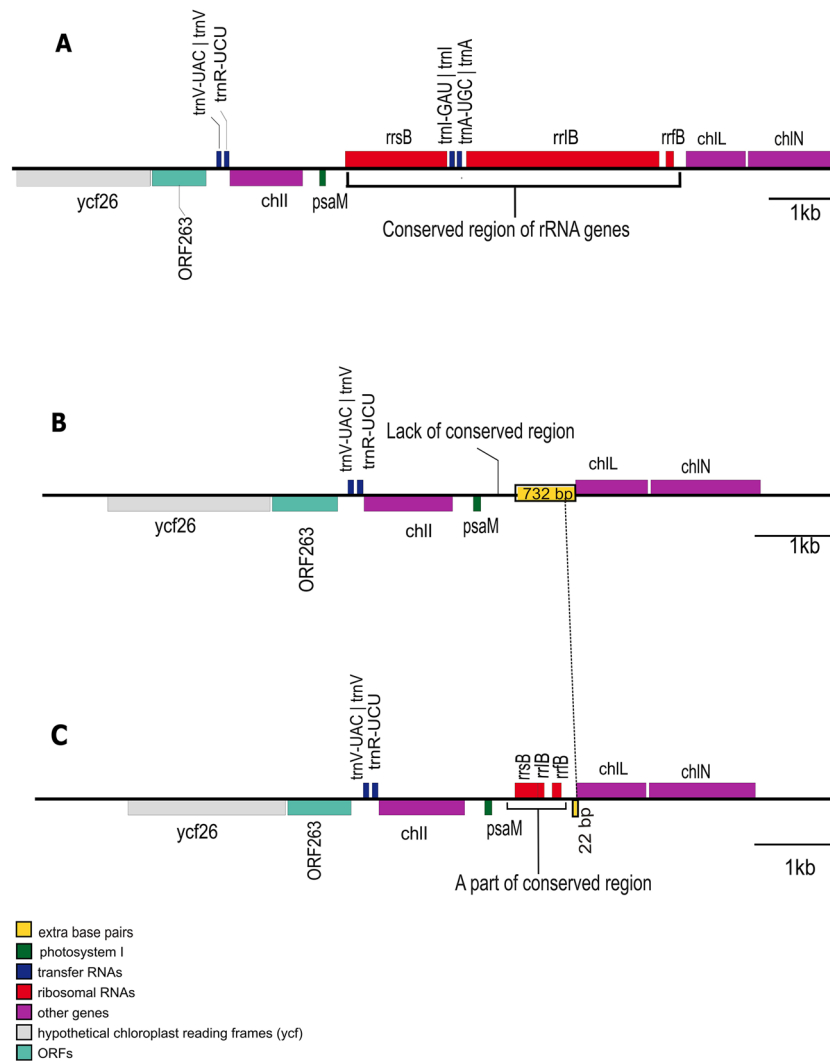 A
trnV-UAC | trnV
trnR-UCU
rrsB
trnI-GAU | trnI
trnA-UGC | trnA
rrlB
rrfB
chlL
chlN
ycf26
ORF263
chlI
psaM
Conserved region of rRNA genes
1kb
B
trnV-UAC | trnV
trnR-UCU
Lack of conserved region
732 bp
chlL
chlN
ycf26
ORF263
chlI
psaM
1kb
C
trnV-UAC | trnV
trnR-UCU
rrsB
rrlB
rrfB
chlL
chlN
ycf26
ORF263
chlI
psaM
22 bp
A part of conserved region
1kb
extra base pairs
photosystem I
transfer RNAs
ribosomal RNAs
other genes
hypothetical chloroplast reading frames (ycf)
ORFs